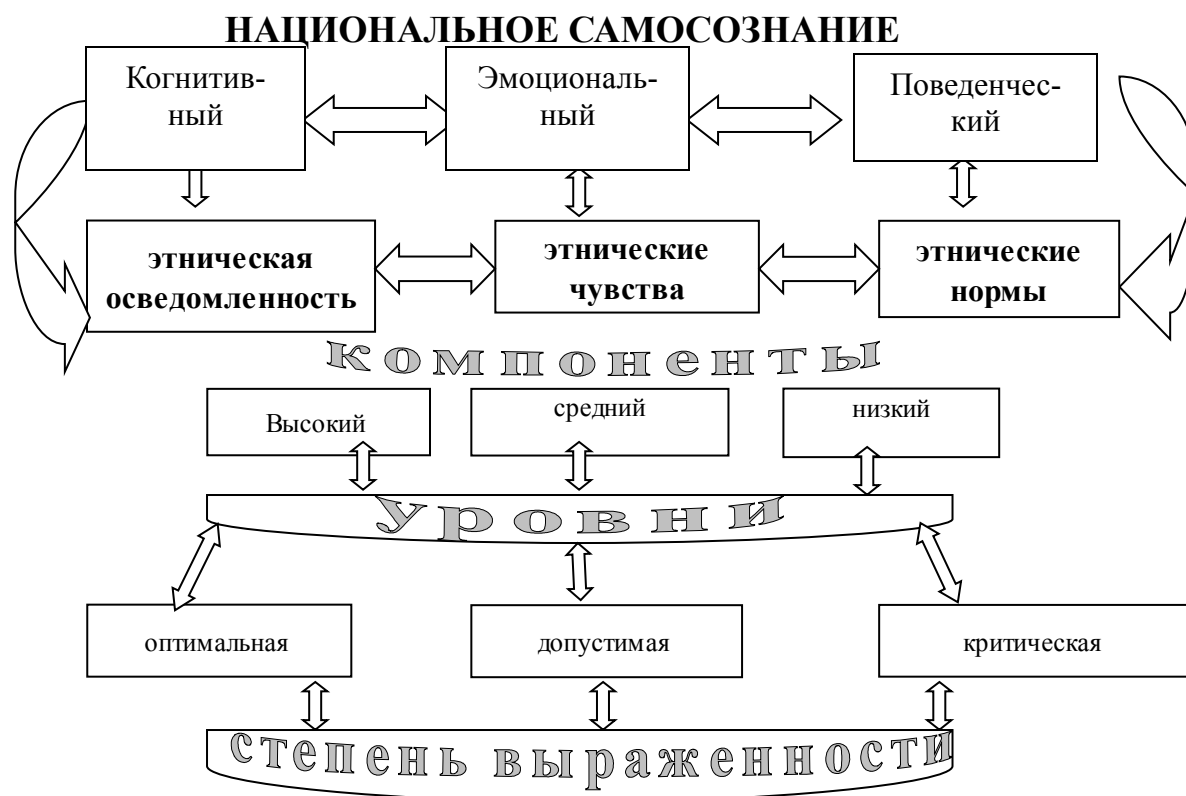 НАЦИОНАЛЬНОЕ САМОСОЗНАНИЕ
Когнитив-
ный
Эмоциональ-
ный
Поведенчес-
кий
этническая
осведомленность
этнические
чувства
этнические
нормы
компоненты
Высокий
средний
низкий
Уровни
оптимальная
допустимая
критическая
степень выраженности